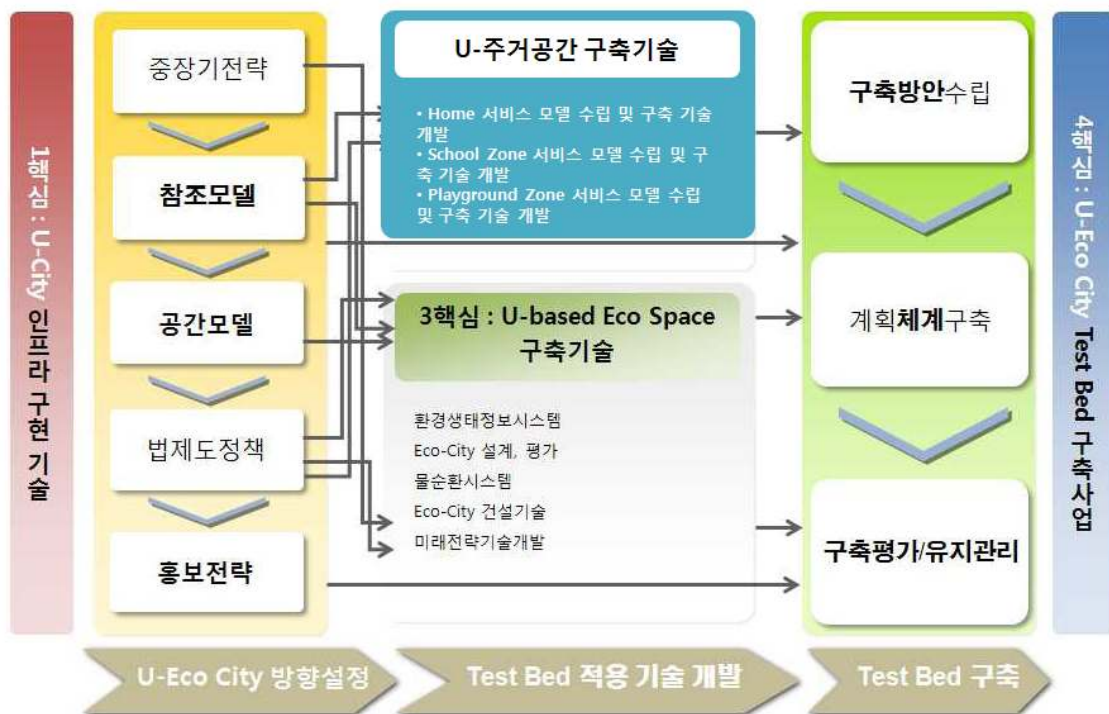 1핵심 : U-City 인프라 구현 기술
중장기전략
참조모델
공간모델
법제도정책
홍보전략
U-주거공간 구축기술
• Home 서비스 모델 수립 및 구축 기술
개발
• School Zone 서비스 모델 수립 및 구
축 기술 개발
• Playground Zone 서비스 모델 수립
및 구축 기술 개발
3핵심 : U-based Eco Space
구축기술
환경생태정보시스템
Eco-City 설계, 평가
물순환시스템
Eco-City 건설기술
미래전략기술개발
구축방안수립
계획체계구축
구축평가/유지관리
4핵심 : U-Eco City Test Bed 구축사업
U-Eco City 방향설정
Test Bed 적용 기술 개발
Test Bed 구축